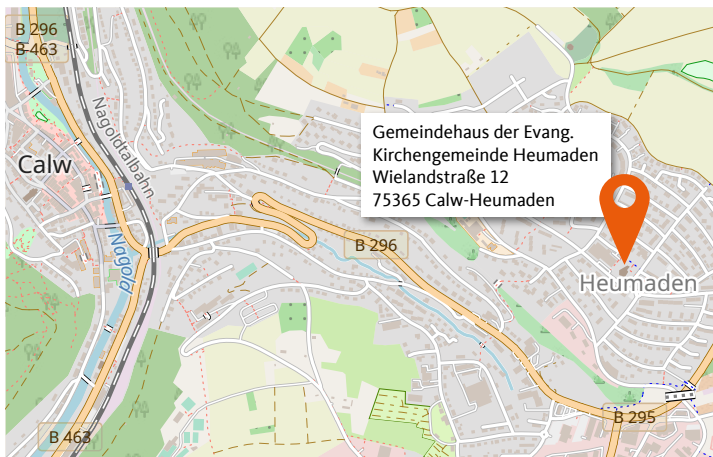 B 296
B 463
Nagoldtalbahn
Calw
Nagold
Gemeindehaus der Evang.
Kirchengemeinde Heumaden
Wielandstraße 12
75365 Calw-Heumaden
B 296
Heumaden
B 463
B 295